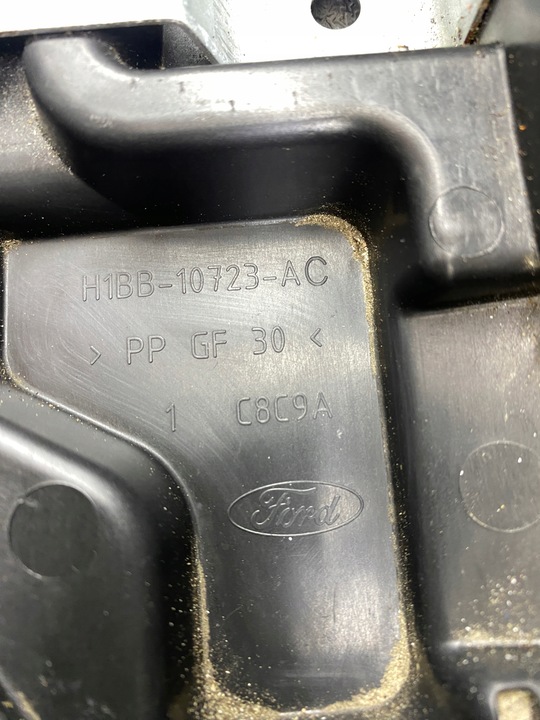 H1BB-10723-AC
> PP GF 30 <
1 C8C9A
Ford